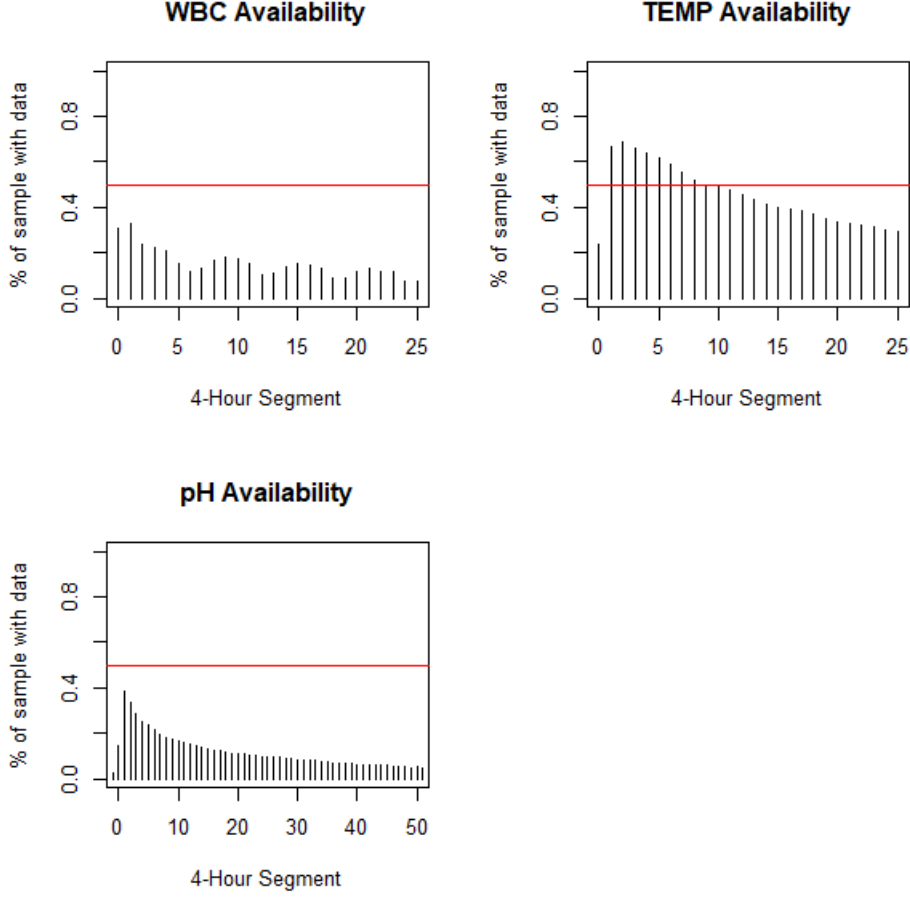 WBC Availability
% of sample with data
0.0 0.4 0.8
0 5 10 15 20 25
4-Hour Segment
TEMP Availability
% of sample with data
0.0 0.4 0.8
0 5 10 15 20 25
4-Hour Segment
pH Availability
% of sample with data
0.0 0.4 0.8
0 10 20 30 40 50
4-Hour Segment